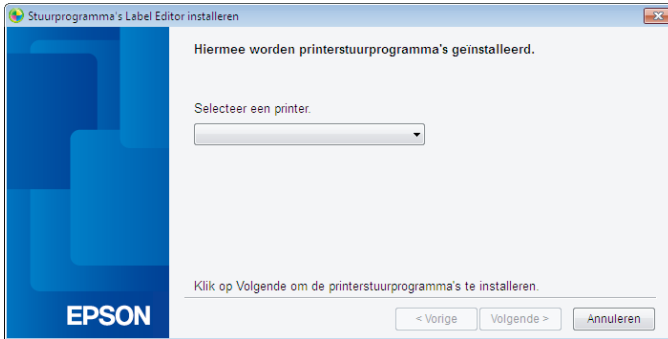 Stuurprogramma's Label Editor installeren
Hiermee worden printerstuurprogramma's geïnstalleerd.
Selecteer een printer.
Klik op Volgende om de printerstuurprogramma's te installeren.
EPSON
< Vorige Volgende > Annuleren